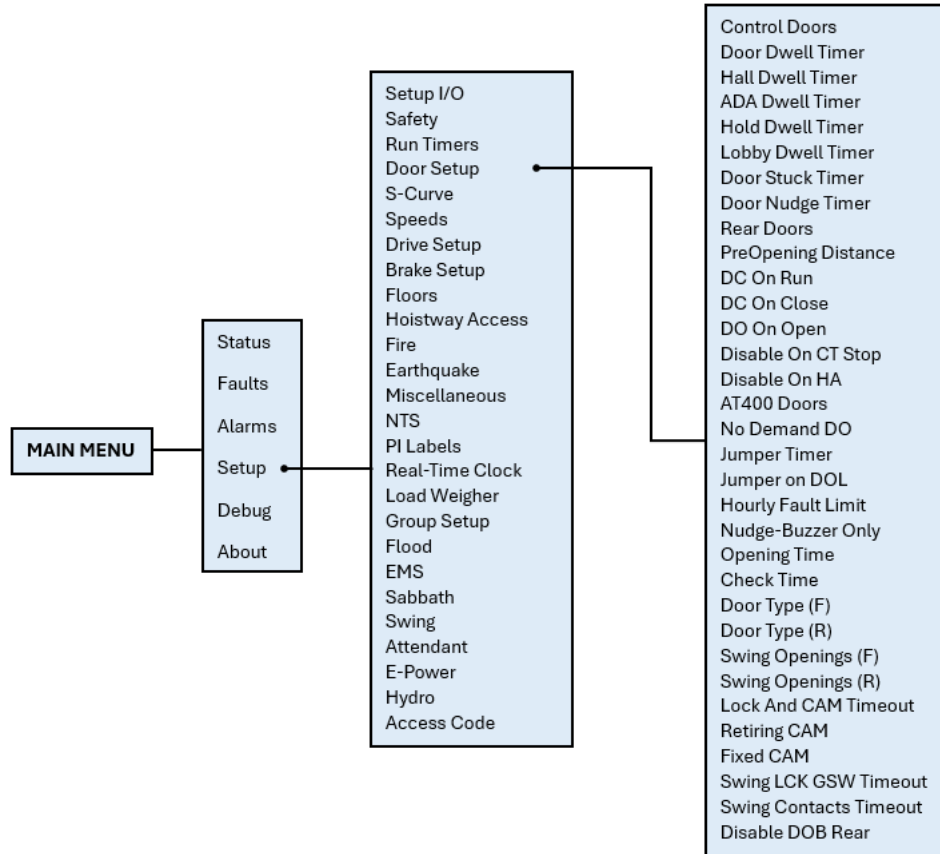 MAIN MENU
Status
Faults
Alarms
Setup
Debug
About
Setup I/O
Safety
Run Timers
Door Setup
S-Curve
Speeds
Drive Setup
Brake Setup
Floors
Hoistway Access
Fire
Earthquake
Miscellaneous
NTS
PI Labels
Real-Time Clock
Load Weigher
Group Setup
Flood
EMS
Sabbath
Swing
Attendant
E-Power
Hydro
Access Code
Control Doors
Door Dwell Timer
Hall Dwell Timer
ADA Dwell Timer
Hold Dwell Timer
Lobby Dwell Timer
Door Stuck Timer
Door Nudge Timer
Rear Doors
PreOpening Distance
DC On Run
DC On Close
DO On Open
Disable On CT Stop
Disable On HA
AT400 Doors
No Demand DO
Jumper Timer
Jumper on DOL
Hourly Fault Limit
Nudge-Buzzer Only
Opening Time
Check Time
Door Type (F)
Door Type (R)
Swing Openings (F)
Swing Openings (R)
Lock And CAM Timeout
Retiring CAM
Fixed CAM
Swing LCK GSW Timeout
Swing Contacts Timeout
Disable DOB Rear